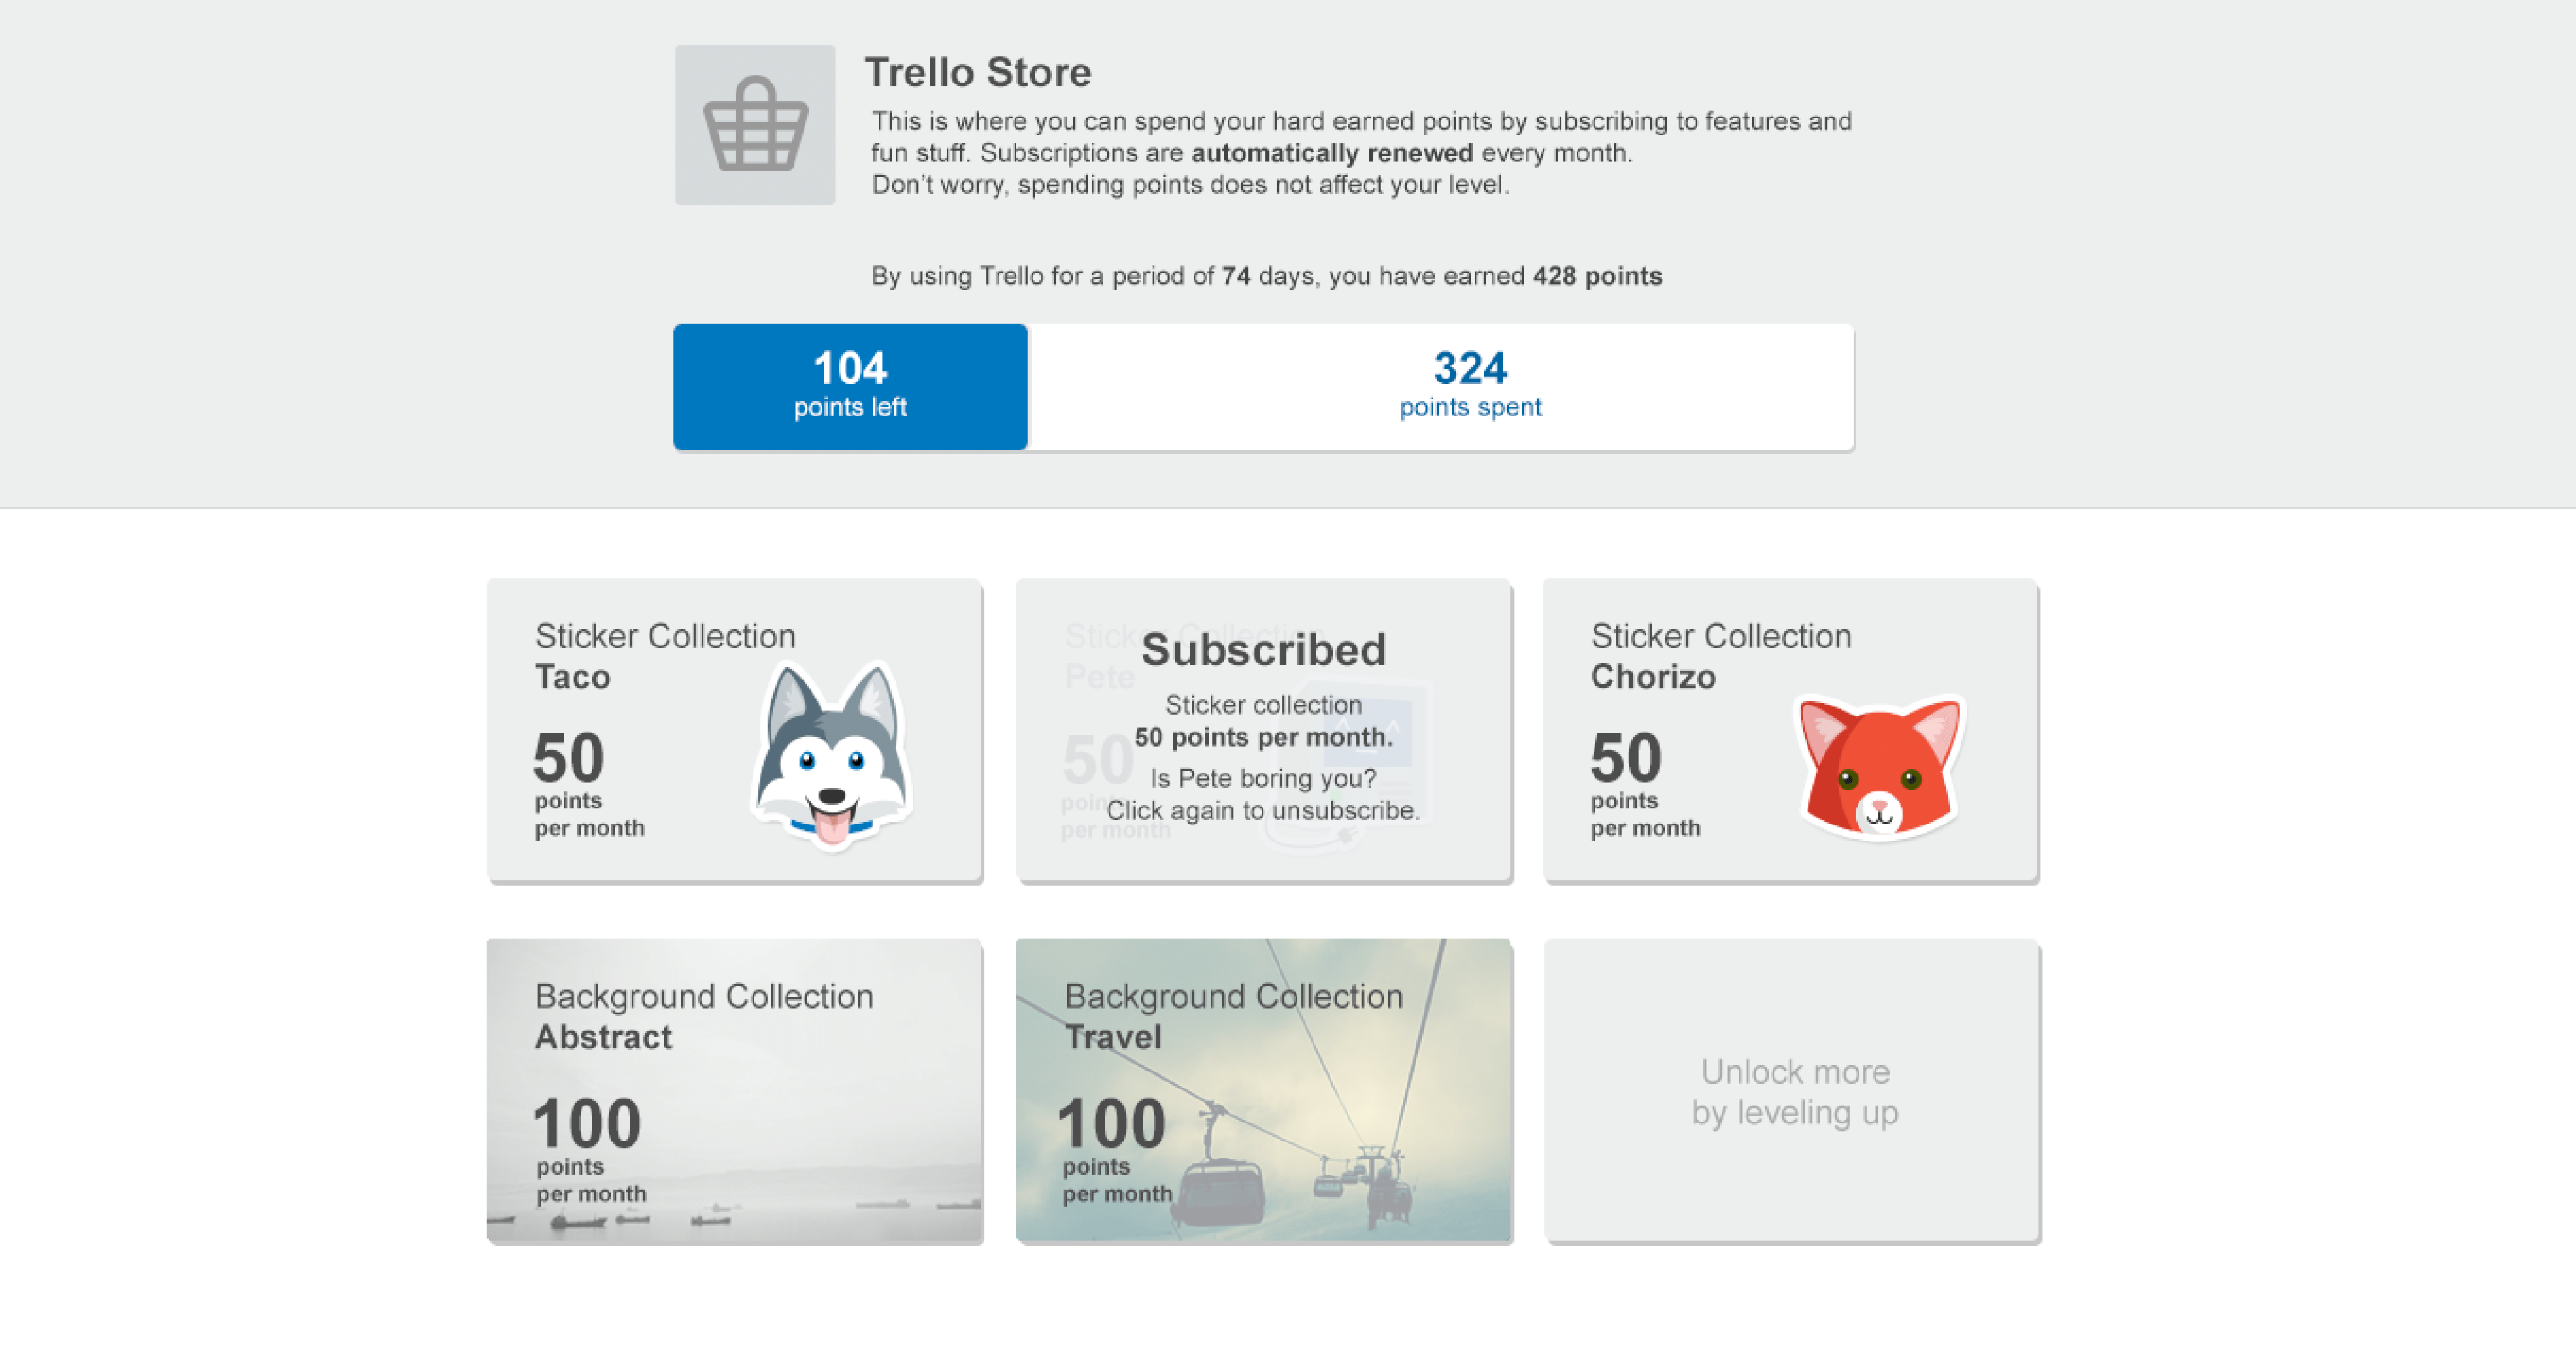 Trello Store
This is where you can spend your hard earned points by subscribing to features and
fun stuff. Subscriptions are automatically renewed every month.
Don't worry, spending points does not affect your level.
By using Trello for a period of 74 days, you have earned 428 points
104
points left
324
points spent
Sticker Collection
Taco
50
points
per month
Sticker Collection
Pete
50
points
per month
Subscribed
Sticker collection
50 points per month.
Is Pete boring you?
Click again to unsubscribe.
Sticker Collection
Chorizo
50
points
per month
Background Collection
Abstract
100
points
per month
Background Collection
Travel
100
points
per month
Unlock more
by leveling up